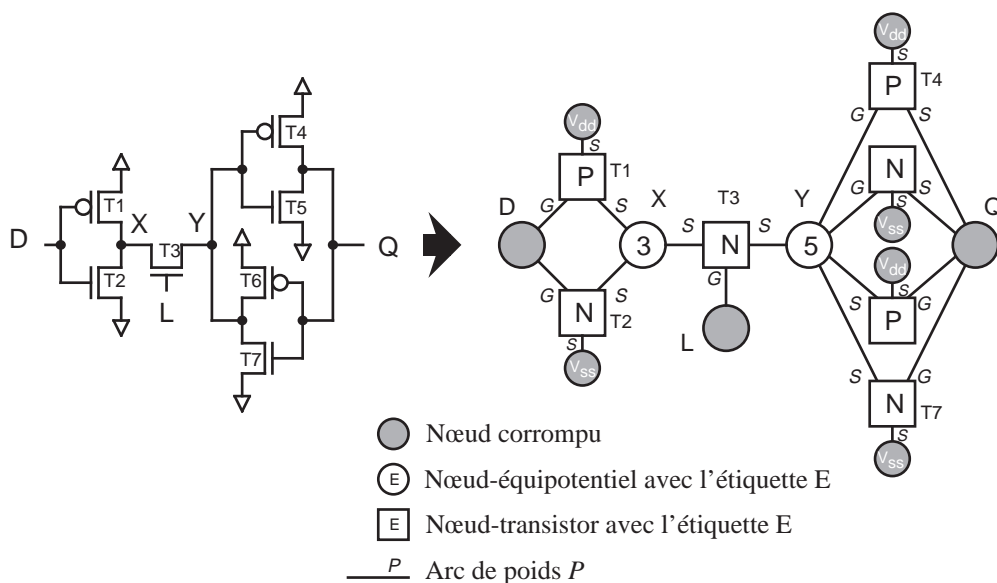 D
T1
T2
X
T3
L
Y
T4
T5
T6
T7
Q
D
Vdd
S
P
T1
G
S
X
3
G
S
N
T2
S
Vss
T3
S
N
S
G
L
Y
5
Vdd
S
P
T4
G
S
N
G
S
Vss
Vdd
S
S
G
P
Q
S
G
N
T7
S
Vss
Nœud corrompu
E Nœud-équipotentiel avec l’étiquette E
E Nœud-transistor avec l’étiquette E
P Arc de poids P